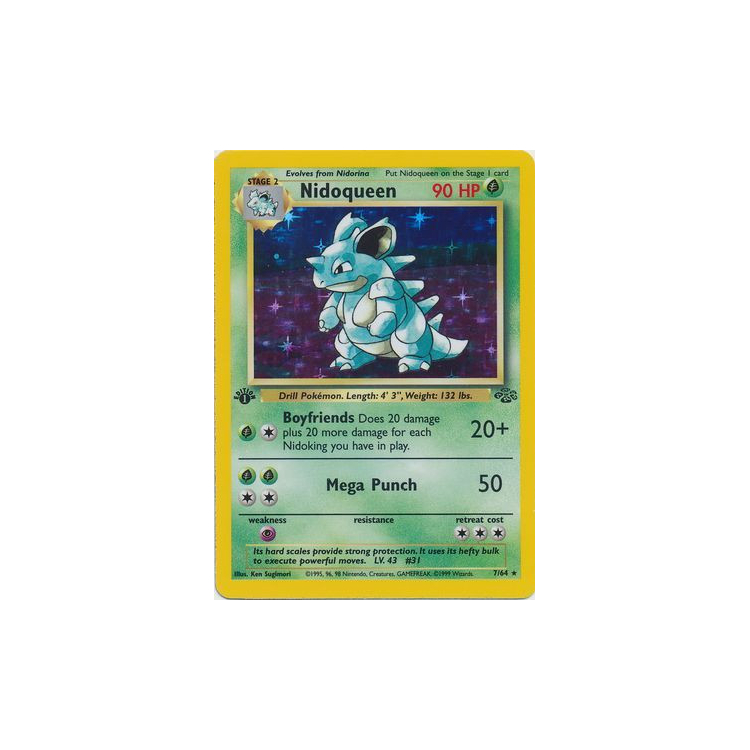 Evolves from Nidorina Put Nidoqueen on the Stage 1 card
STAGE 2
Nidoqueen 90 HP
EDITION
1
Drill Pokémon. Length: 4' 3", Weight: 132 lbs.
Boyfriends Does 20 damage
plus 20 more damage for each
Nidoking you have in play.
20+
Mega Punch 50
weakness resistance retreat cost
Its hard scales provide strong protection. It uses its hefty bulk
to execute powerful moves. LV. 43 #31
Illus. Ken Sugimori ©1995, 96, 98 Nintendo, Creatures, GAMEFREAK. ©1999 Wizards. 7/64 ★